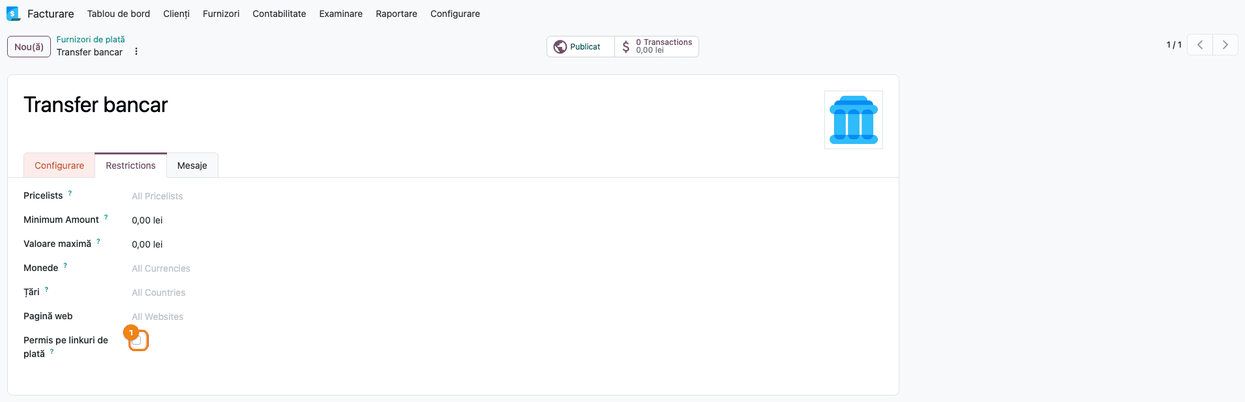 Facturare Tablou de bord Clienți Furnizori Contabilitate Examinare Raportare Configurare
Nou(ă) Furnizori de plată
Transfer bancar
Publicat
$ 0 Transactions
0,00 lei
1 / 1
Transfer bancar
Configurare Restrictions Mesaje
Pricelists ? All Pricelists
Minimum Amount ? 0,00 lei
Valoare maximă ? 0,00 lei
Monede ? All Currencies
Țări ? All Countries
Pagină web All Websites
1
Permis pe linkuri de
plată ?